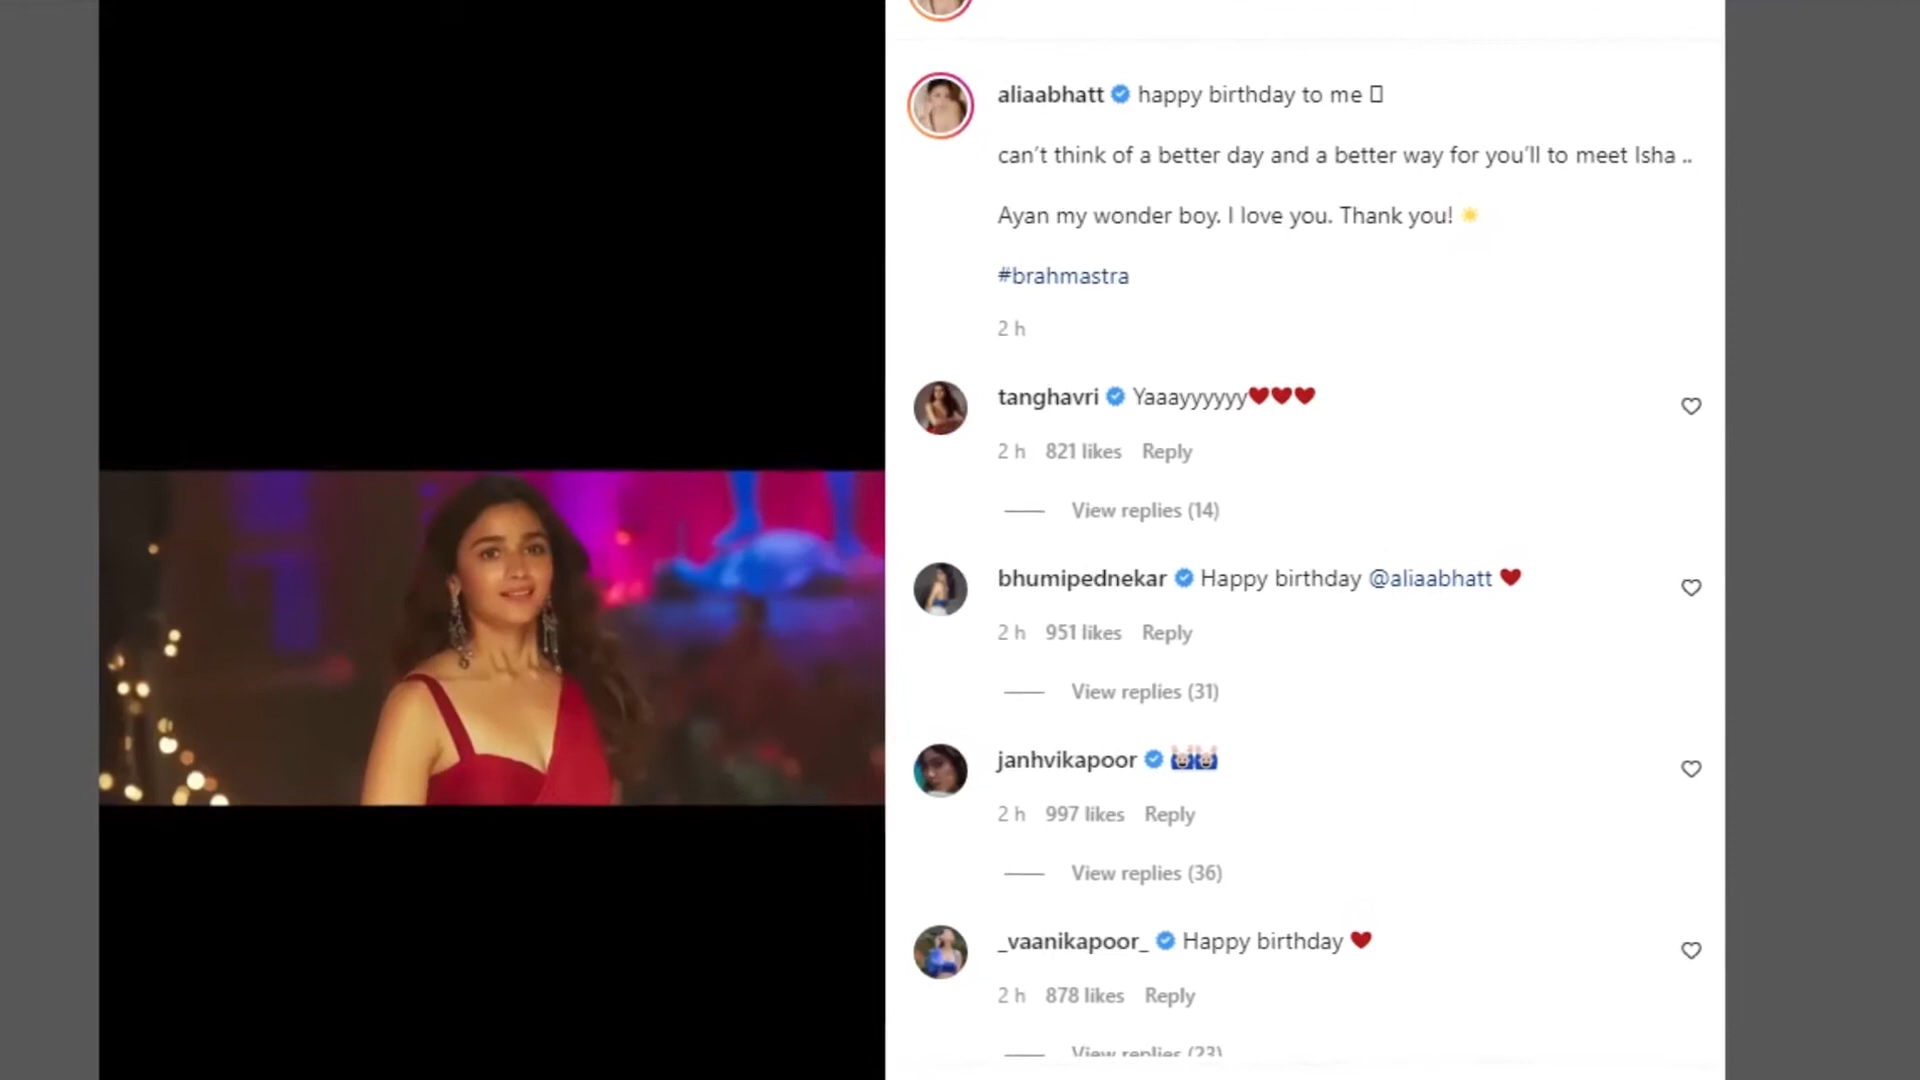 aliaabhatt happy birthday to me
can't think of a better day and a better way for you'll to meet Isha ..
Ayan my wonder boy. I love you. Thank you! ☀️
#brahmastra
2 h
tanghavri Yaaayyyyyy❤️❤️❤️
2 h 821 likes Reply
View replies (14)
bhumipednekar Happy birthday @aliaabhatt ❤️
2 h 951 likes Reply
View replies (31)
janhvikapoor 🙌🙌
2 h 997 likes Reply
View replies (36)
_vaanikapoor_ Happy birthday ❤️
2 h 878 likes Reply
View replies (23)